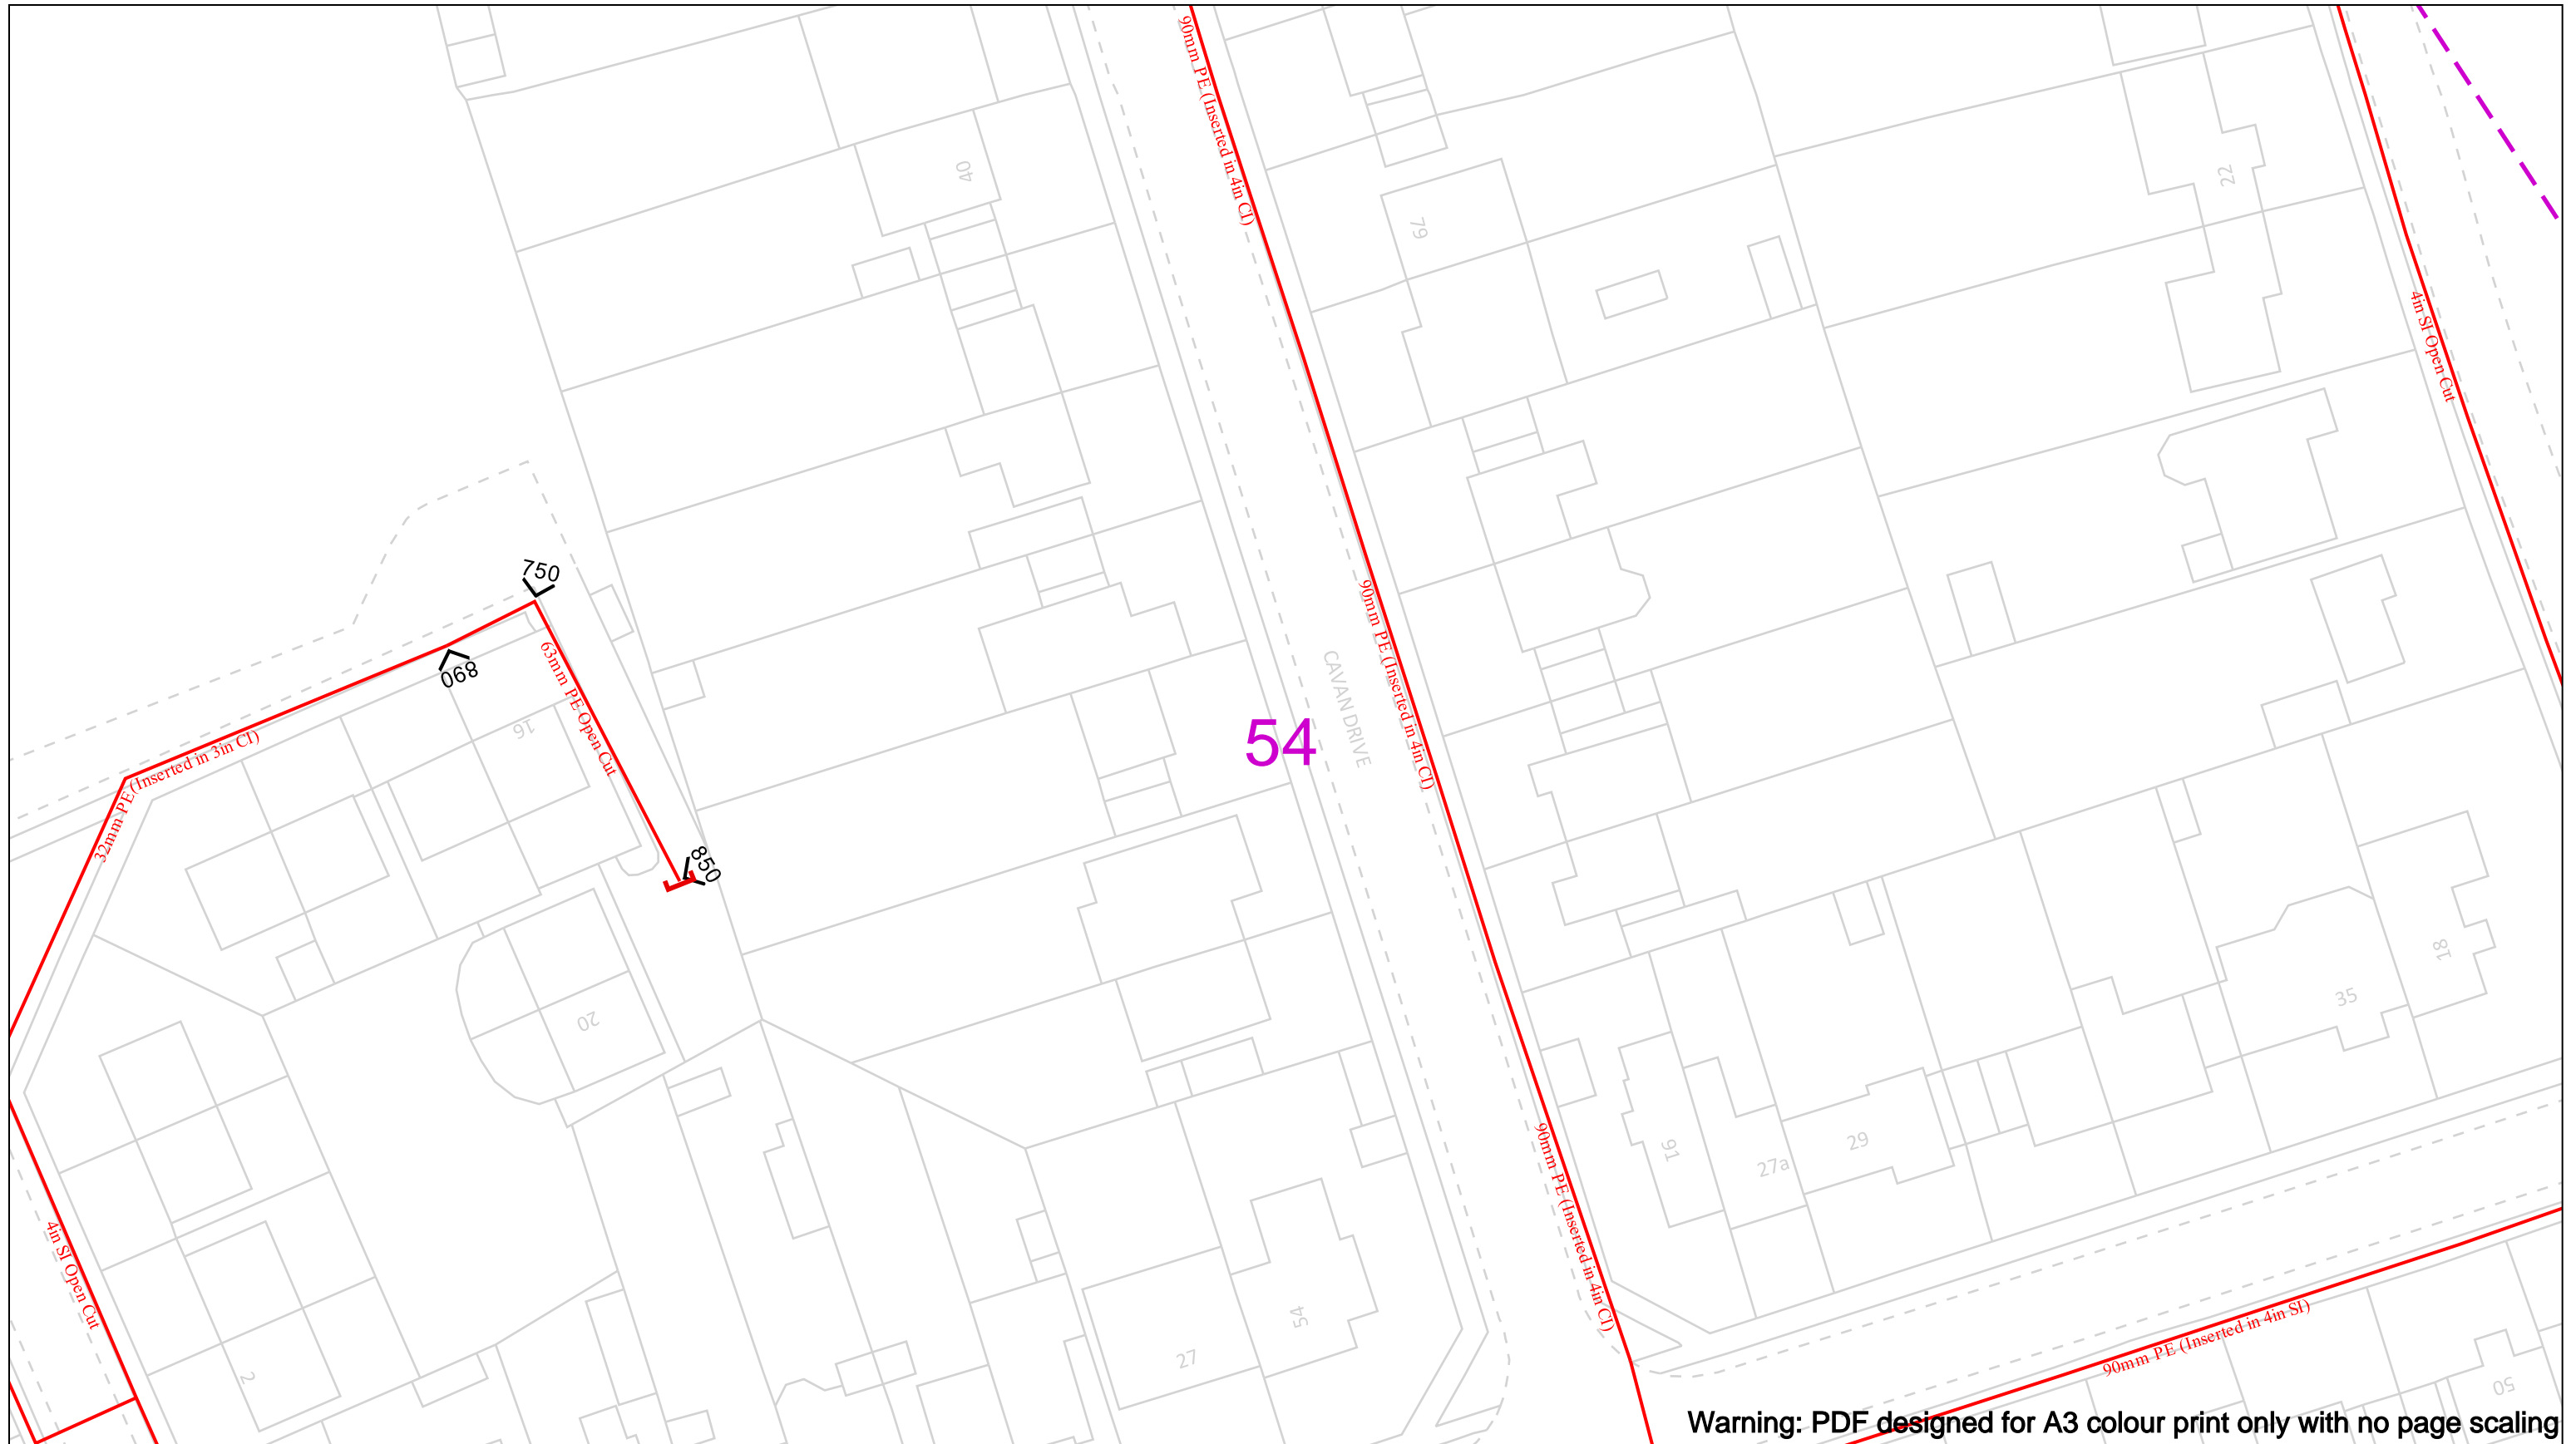 90mm PE (Inserted in 4in CI)
40
79
22
4in SI Open Cut
750
890
63mm PE Open Cut
16
54
CAVAN DRIVE
90mm PE (Inserted in 4in CI)
32mm PE (Inserted in 3in CI)
850
18
35
20
91
27a
29
90mm PE (Inserted in 4in CI)
4in SI Open Cut
54
27
2
90mm PE (Inserted in 4in SI)
50
Warning: PDF designed for A3 colour print only with no page scaling